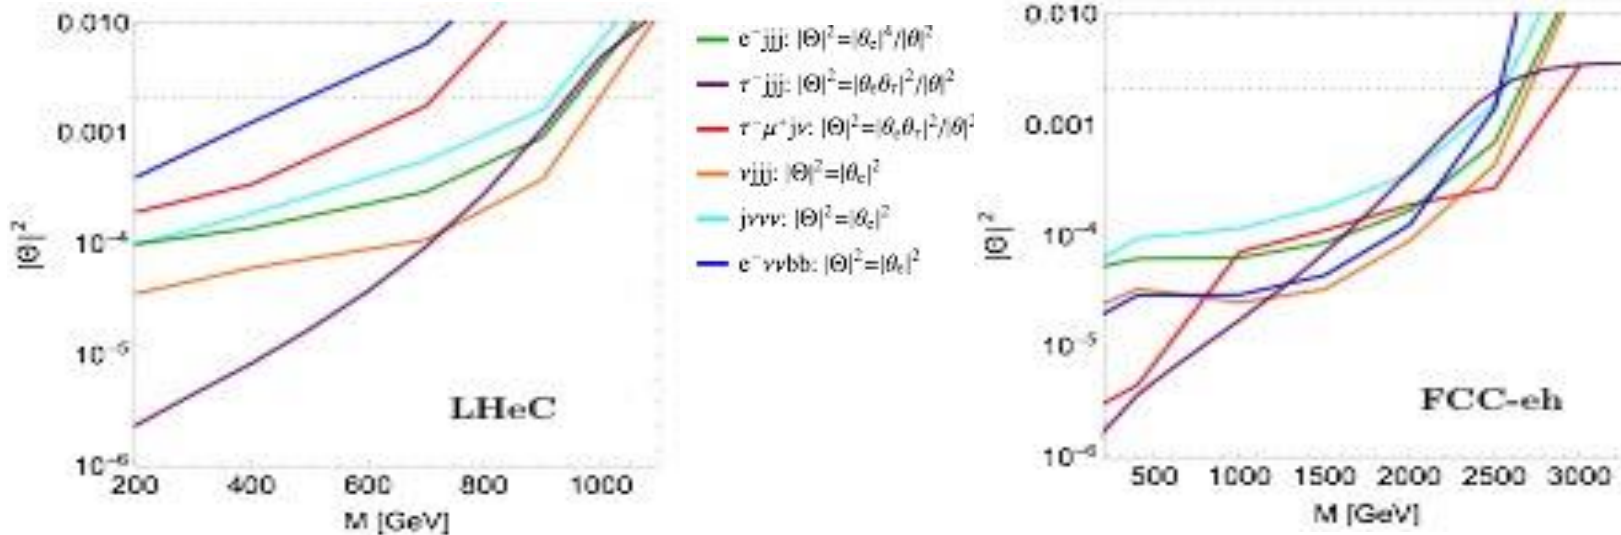 0.010
0.001
10⁻⁴
10⁻⁵
10⁻⁶
|Θ|²
200 400 600 800 1000
M [GeV]
LHeC
e⁻jjj: |Θ|²=|θₑ|⁴/|θ|²
τ⁻jjj: |Θ|²=|θₑθ_τ|²/|θ|²
τ⁻μ⁺jν: |Θ|²=|θₑθ_τ|²/|θ|²
νjjj: |Θ|²=|θₑ|²
jννν: |Θ|²=|θₑ|²
e⁻ννbb: |Θ|²=|θₑ|²
0.010
0.001
10⁻⁴
10⁻⁵
10⁻⁶
|Θ|²
500 1000 1500 2000 2500 3000
M [GeV]
FCC-eh